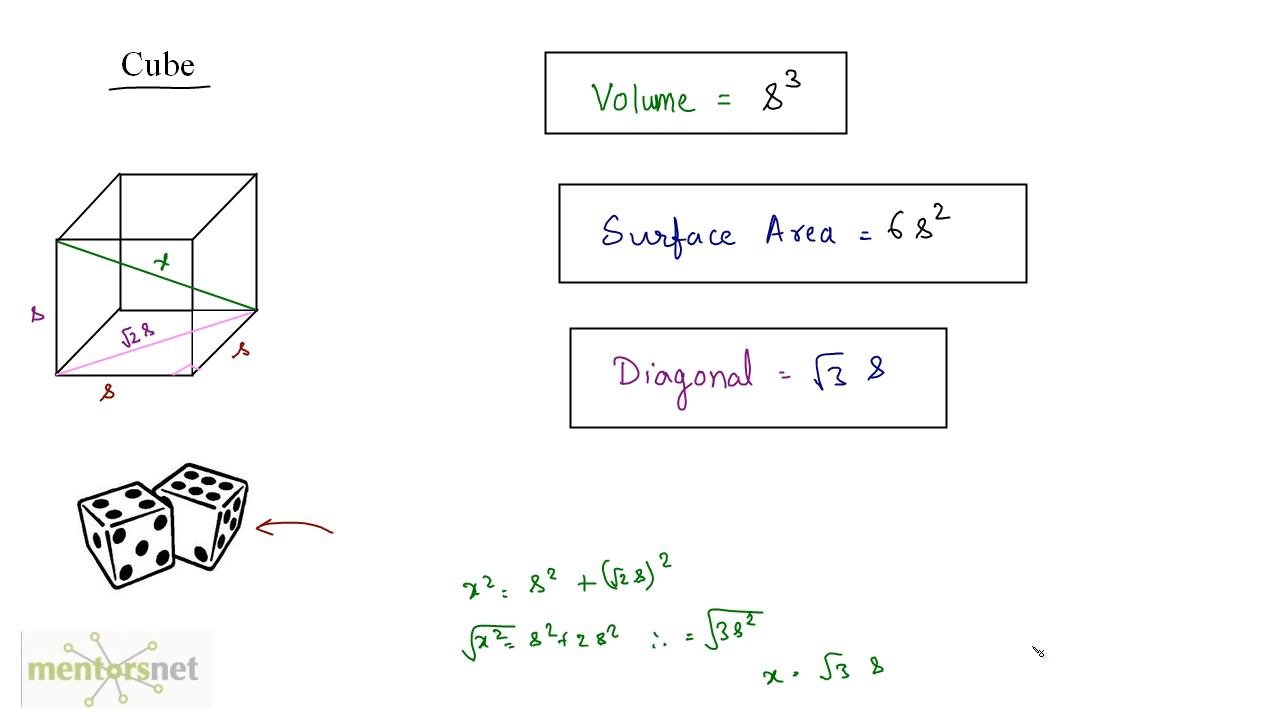 Cube
Volume = s³
Surface Area = 6s²
Diagonal = √3 s
x
s
√2 s
s
s
x² = s² + (√2 s)²
√x² = s² + 2s² ∴ = √3s²
x = √3 s
mentorsnet